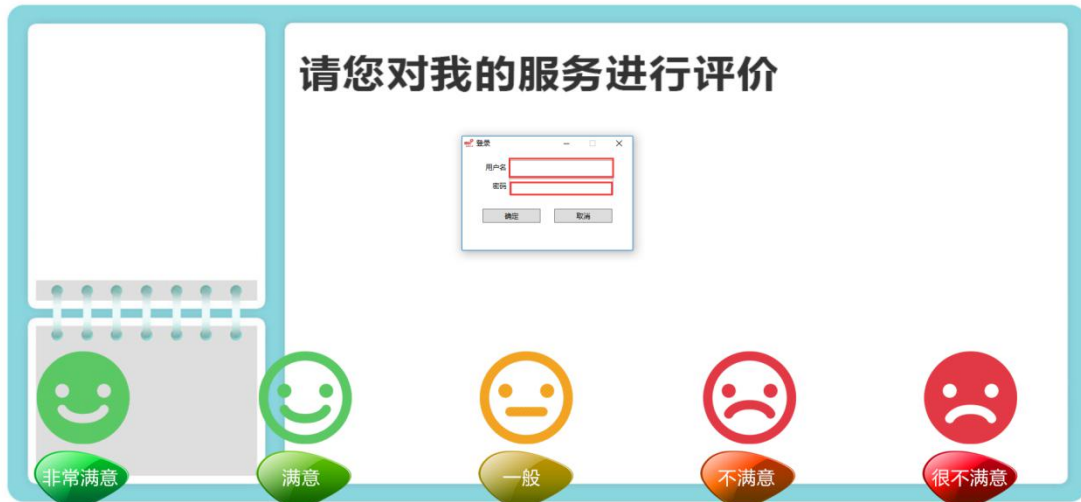 请您对我的服务进行评价
登录
用户名
密码
确定 取消
非常满意 满意 一般 不满意 很不满意